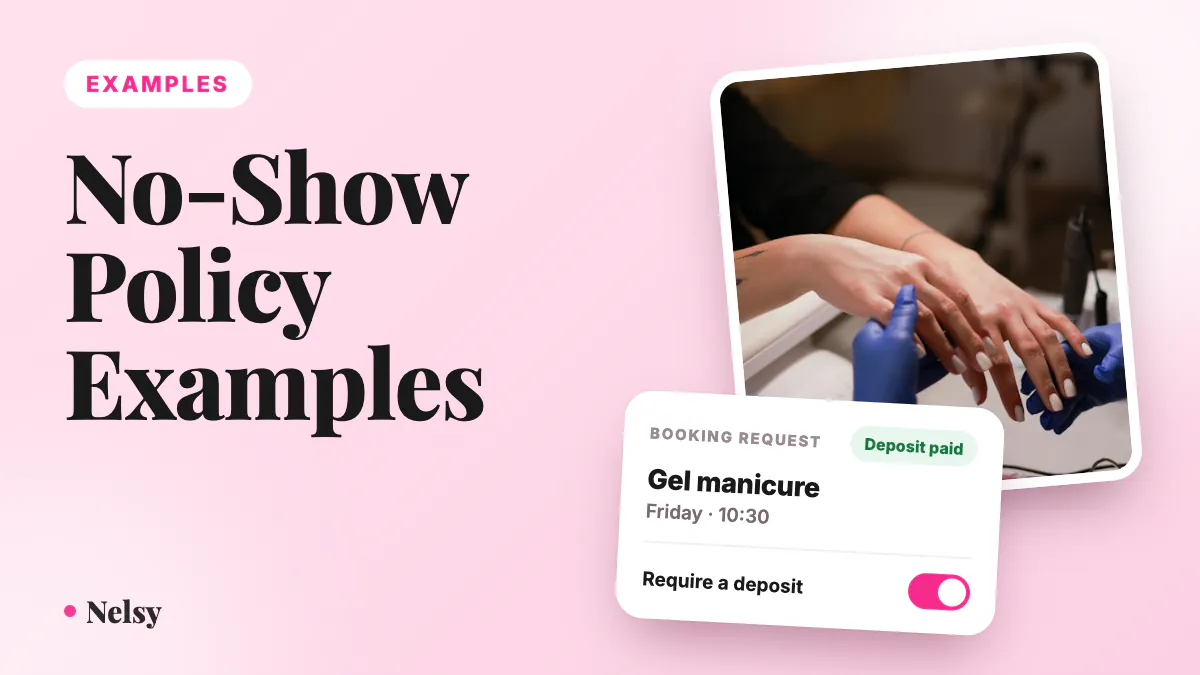 EXAMPLES
No-Show
Policy
Examples
Nelsy
BOOKING REQUEST
Deposit paid
Gel manicure
Friday · 10:30
Require a deposit